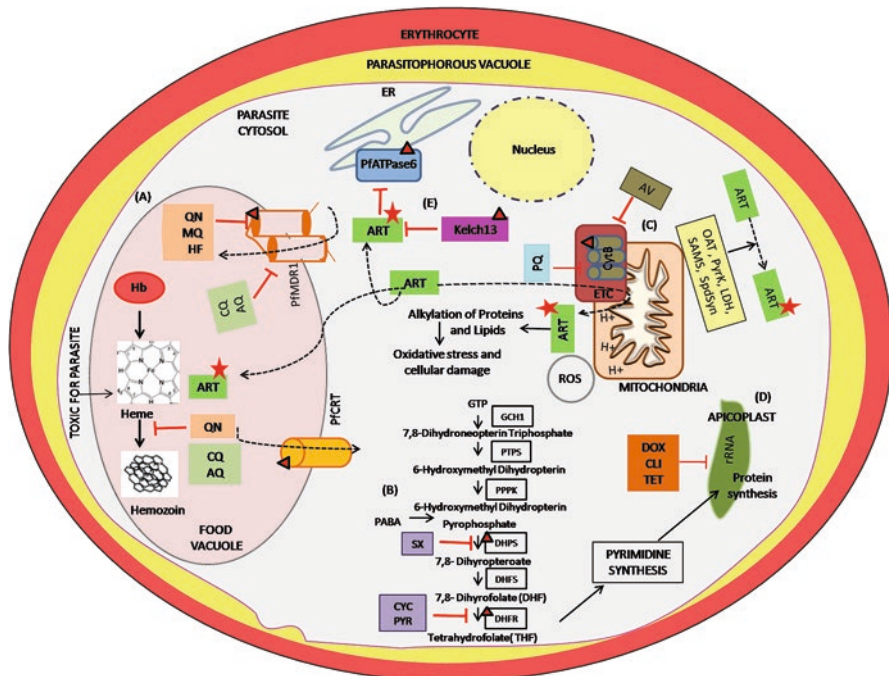 ERYTHROCYTE
PARASITOPHOROUS VACUOLE
ER
PARASITE
CYTOSOL
Nucleus
PfATPase6
(A)
QN
MQ
HF
PfMDR1
CQ
AQ
Hb
TOXIC FOR PARASITE
Heme
ART
QN
CQ
AQ
Hemozoin
FOOD
VACUOLE
PfCRT
(E)
ART
Kelch13
ART
Alkylation of Proteins
and Lipids
Oxidative stress and
cellular damage
AV
(C)
PQ
CytB
ETC
ART
H+
H+
H+
ROS
MITOCHONDRIA
ART
OAT , PyrK, LDH,
SAMS, SpdSyn
ART
(D)
APICOPLAST
DOX
CLI
TET
rRNA
Protein
synthesis
PYRIMIDINE
SYNTHESIS
(B)
GTP
GCH1
7,8-Dihydroneopterin Triphosphate
PTPS
6-Hydroxymethyl Dihydropterin
PPPK
6-Hydroxymethyl Dihydropterin
PABA
Pyrophosphate
SX
DHPS
7,8- Dihyropteroate
DHFS
7,8- Dihyrofolate (DHF)
CYC
PYR
DHFR
Tetrahydrofolate( THF)